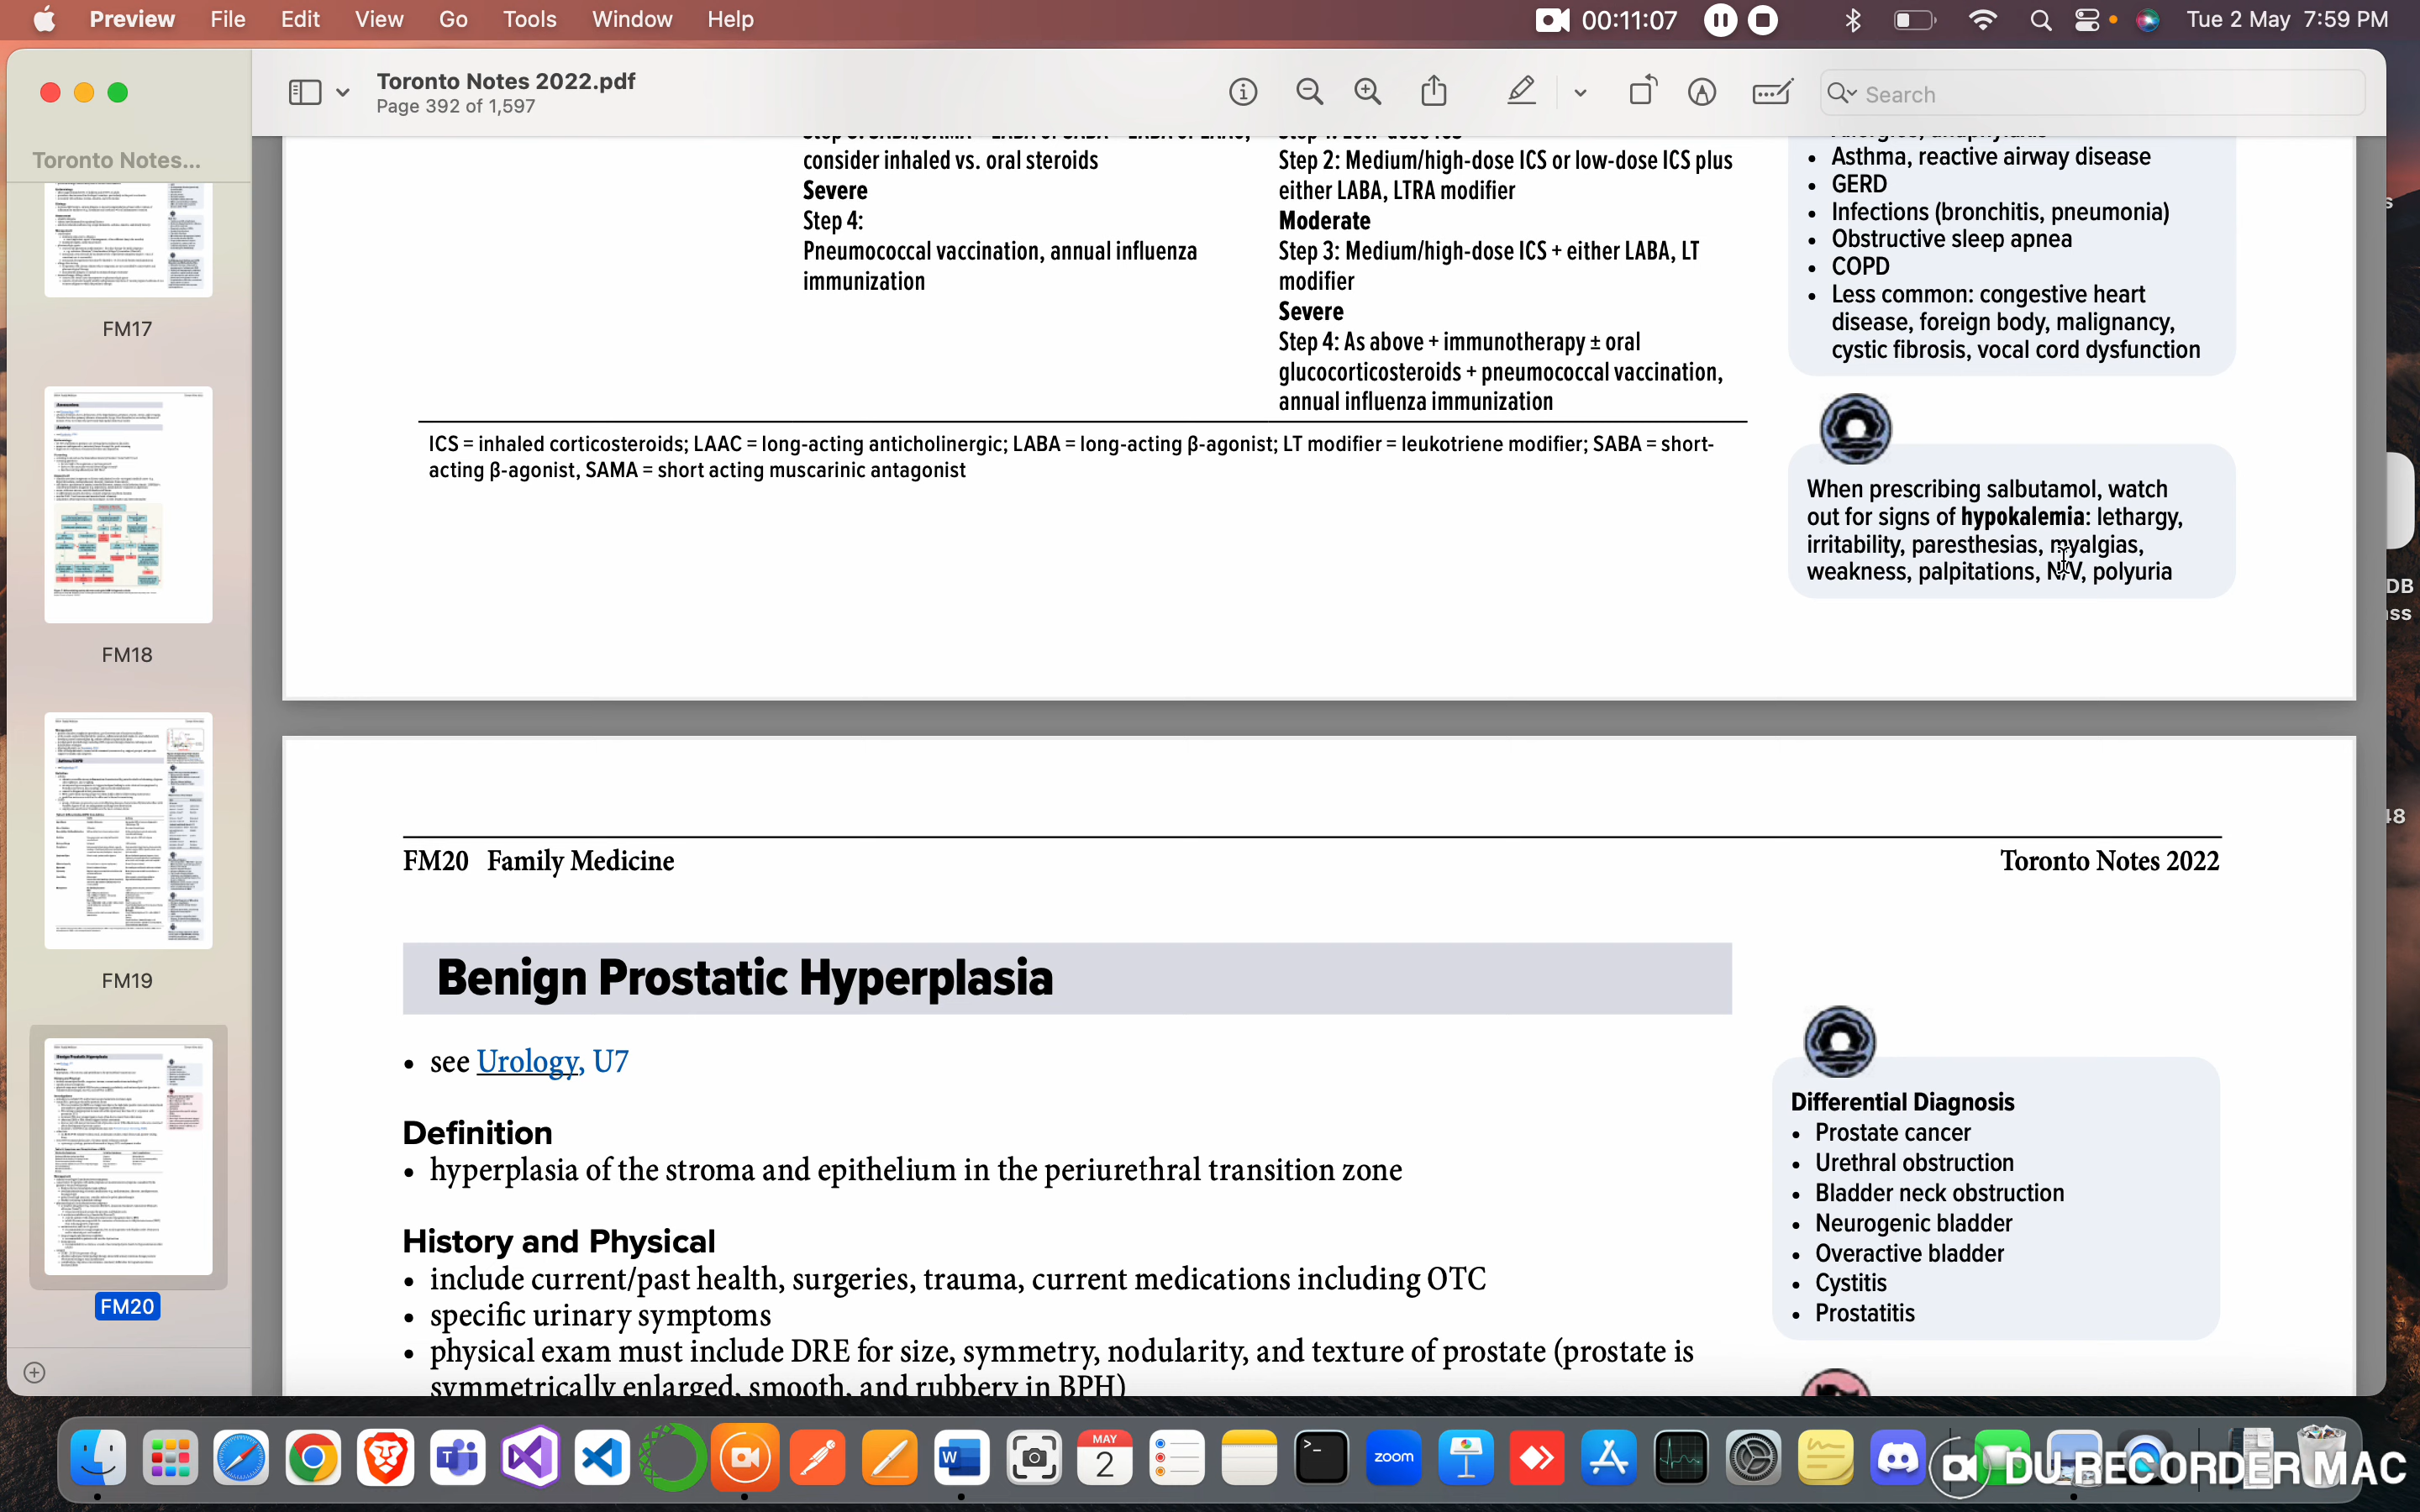 Preview File Edit View Go Tools Window Help
00:11:07
Tue 2 May 7:59 PM
Toronto Notes 2022.pdf
Page 392 of 1,597
Search
Toronto Notes...
FM17
FM18
FM19
FM20
consider inhaled vs. oral steroids
Severe
Step 4:
Pneumococcal vaccination, annual influenza
immunization
Step 2: Medium/high-dose ICS or low-dose ICS plus
either LABA, LTRA modifier
Moderate
Step 3: Medium/high-dose ICS + either LABA, LT
modifier
Severe
Step 4: As above + immunotherapy ± oral
glucocorticosteroids + pneumococcal vaccination,
annual influenza immunization
• Asthma, reactive airway disease
• GERD
• Infections (bronchitis, pneumonia)
• Obstructive sleep apnea
• COPD
• Less common: congestive heart
disease, foreign body, malignancy,
cystic fibrosis, vocal cord dysfunction
ICS = inhaled corticosteroids; LAAC = long-acting anticholinergic; LABA = long-acting β-agonist; LT modifier = leukotriene modifier; SABA = short-
acting β-agonist, SAMA = short acting muscarinic antagonist
When prescribing salbutamol, watch
out for signs of hypokalemia: lethargy,
irritability, paresthesias, myalgias,
weakness, palpitations, N/V, polyuria
FM20 Family Medicine
Toronto Notes 2022
Benign Prostatic Hyperplasia
• see Urology, U7
Definition
• hyperplasia of the stroma and epithelium in the periurethral transition zone
History and Physical
• include current/past health, surgeries, trauma, current medications including OTC
• specific urinary symptoms
• physical exam must include DRE for size, symmetry, nodularity, and texture of prostate (prostate is
symmetrically enlarged, smooth, and rubbery in BPH)
Differential Diagnosis
• Prostate cancer
• Urethral obstruction
• Bladder neck obstruction
• Neurogenic bladder
• Overactive bladder
• Cystitis
• Prostatitis
DB
ss
48
MAY
2
zoom
DU RECORDER MAC